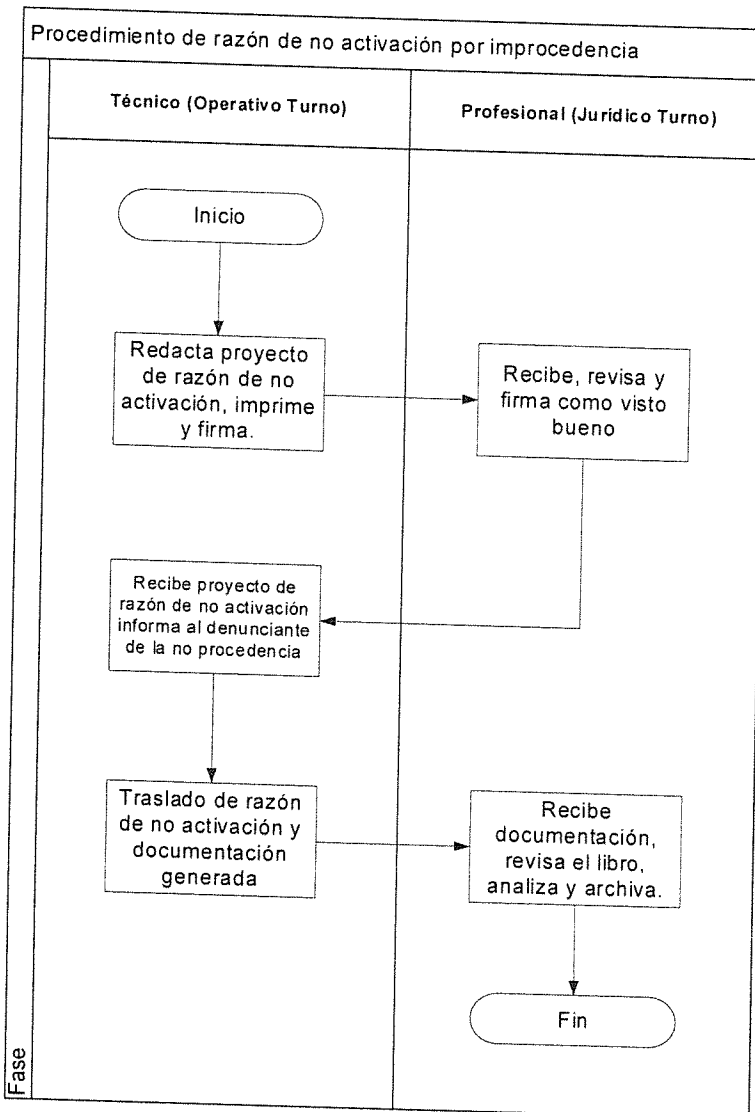 Procedimiento de razón de no activación por improcedencia
Técnico (Operativo Turno)
Profesional (Jurídico Turno)
Inicio
Redacta proyecto
de razón de no
activación, imprime
y firma.
Recibe, revisa y
firma como visto
bueno
Recibe proyecto de
razón de no activación
informa al denunciante
de la no procedencia
Traslado de razón
de no activación y
documentación
generada
Recibe
documentación,
revisa el libro,
analiza y archiva.
Fin
Fase